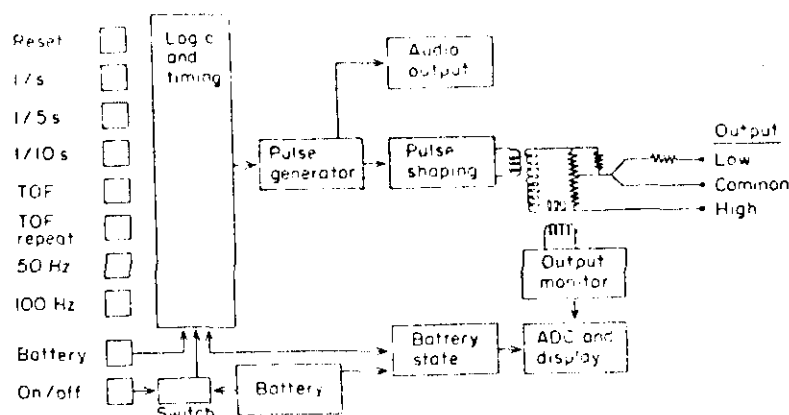 Reset
1/s
1/5 s
1/10 s
TOF
TOF
repeat
50 Hz
100 Hz
Battery
On/off
Logic
and
timing
Switch
Battery
Pulse
generator
Audio
output
Pulse
shaping
Output
Low
Common
High
Output
monitor
Battery
state
ADC and
display